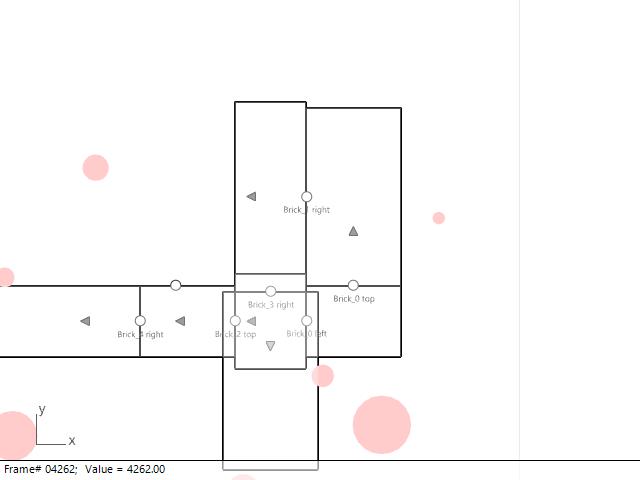 Brick_1 right
Brick_0 top
Brick_3 right
Brick_4 right
Brick_2 top
Brick_0 left
y
x
Frame# 04262; Value = 4262.00